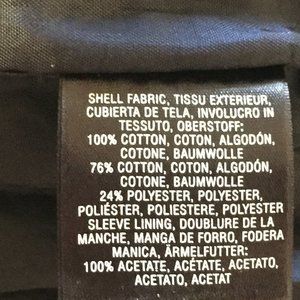 SHELL FABRIC, TISSU EXTERIEUR,
CUBIERTA DE TELA, INVOLUCRO IN
TESSUTO, OBERSTOFF:
100% COTTON, COTON, ALGODÓN,
COTONE, BAUMWOLLE
76% COTTON, COTON, ALGODÓN,
COTONE, BAUMWOLLE
24% POLYESTER, POLYESTER,
POLIÉSTER, POLIESTERE, POLYESTER
SLEEVE LINING, DOUBLURE DE LA
MANCHE, MANGA DE FORRO, FODERA
MANICA, ÄRMELFUTTER:
100% ACETATE, ACÉTATE, ACETATO,
ACETATO, ACETAT